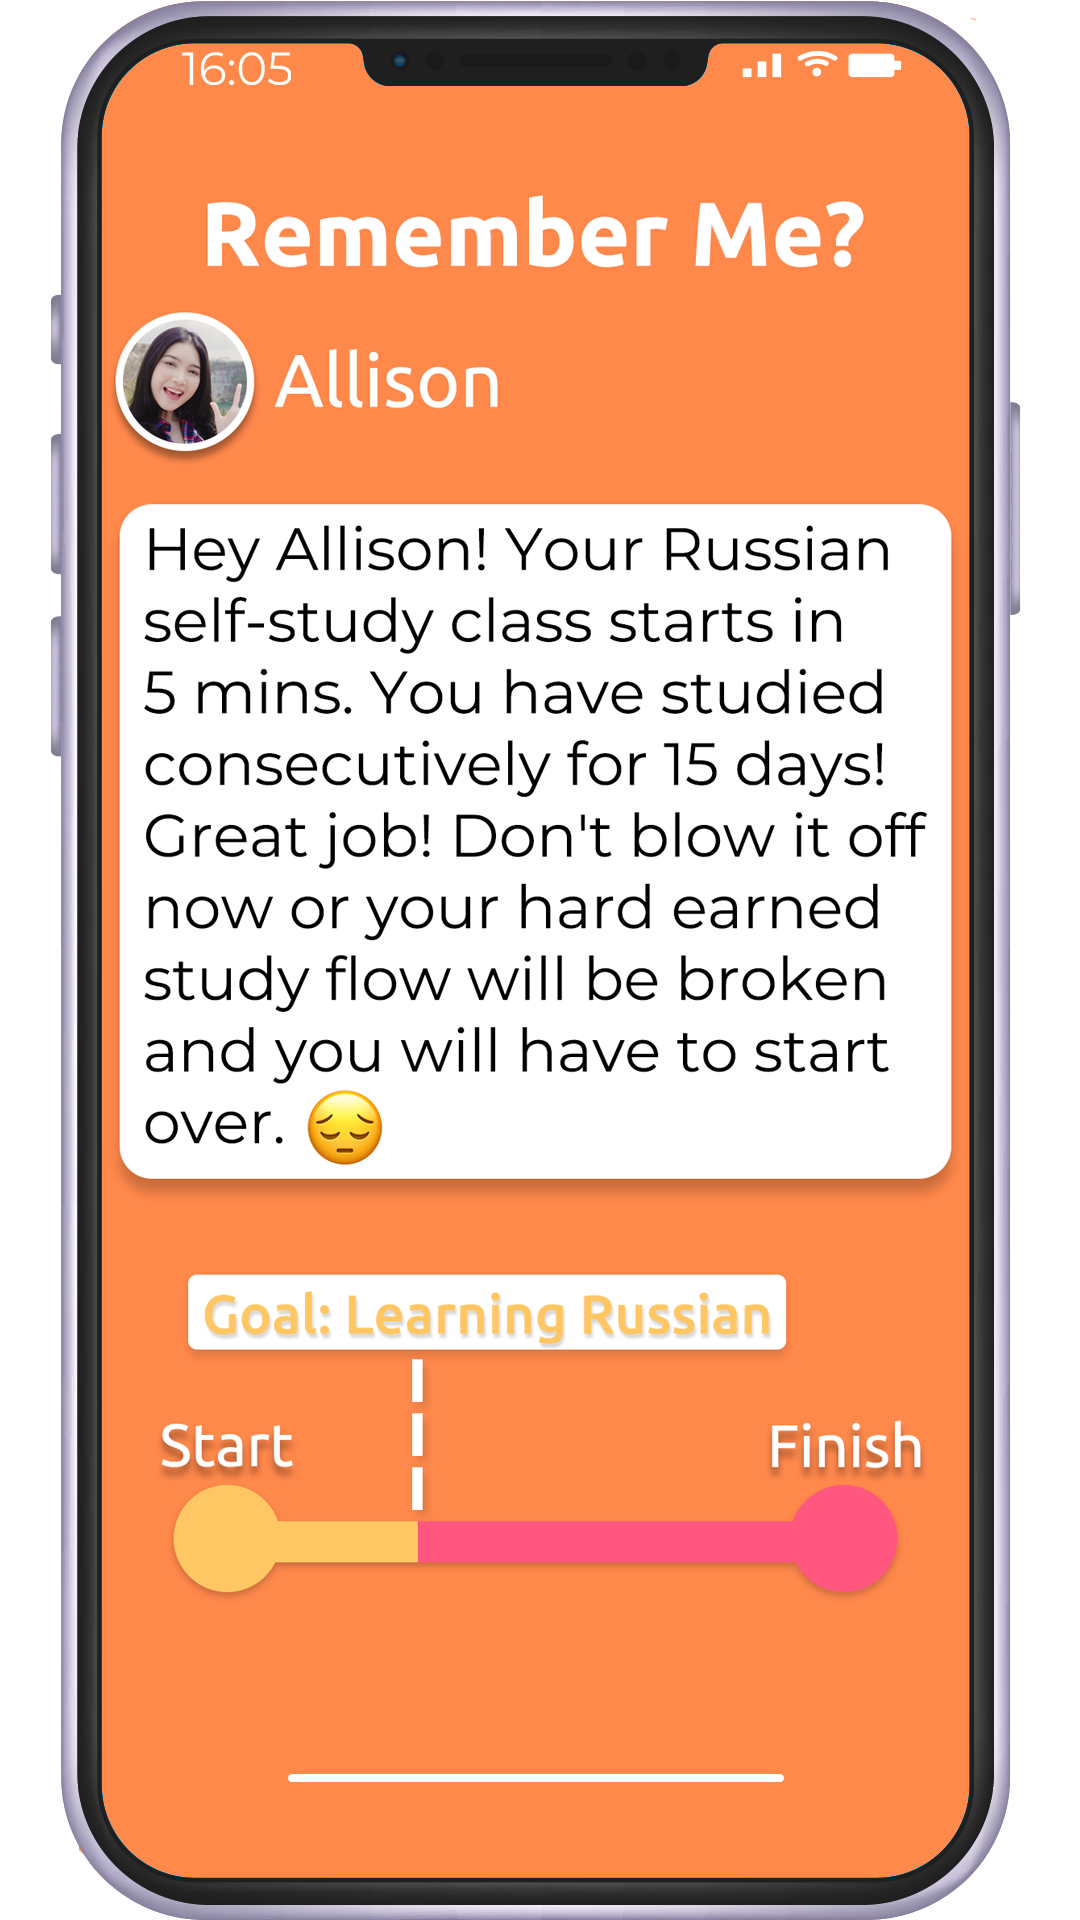 16:05
Remember Me?
Allison
Hey Allison! Your Russian
self-study class starts in
5 mins. You have studied
consecutively for 15 days!
Great job! Don't blow it off
now or your hard earned
study flow will be broken
and you will have to start
over. 😔
Goal: Learning Russian
Start
Finish